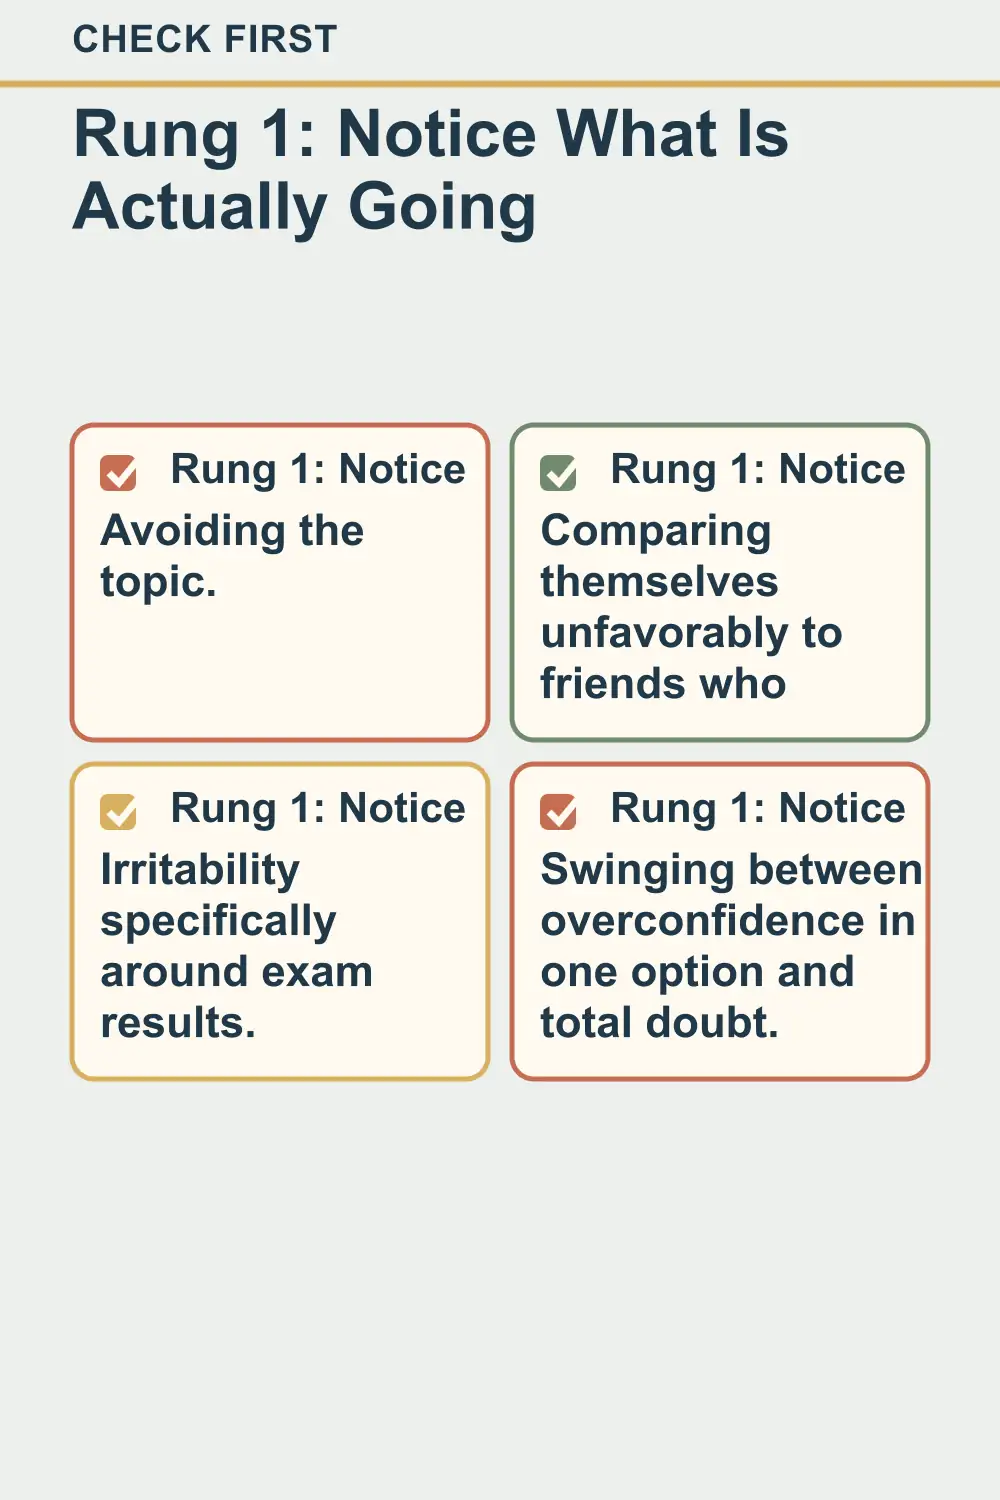 CHECK FIRST
Rung 1: Notice What Is
Actually Going
Rung 1: Notice
Avoiding the
topic.
Rung 1: Notice
Comparing
themselves
unfavorably to
friends who
Rung 1: Notice
Irritability
specifically
around exam
results.
Rung 1: Notice
Swinging between
overconfidence in
one option and
total doubt.